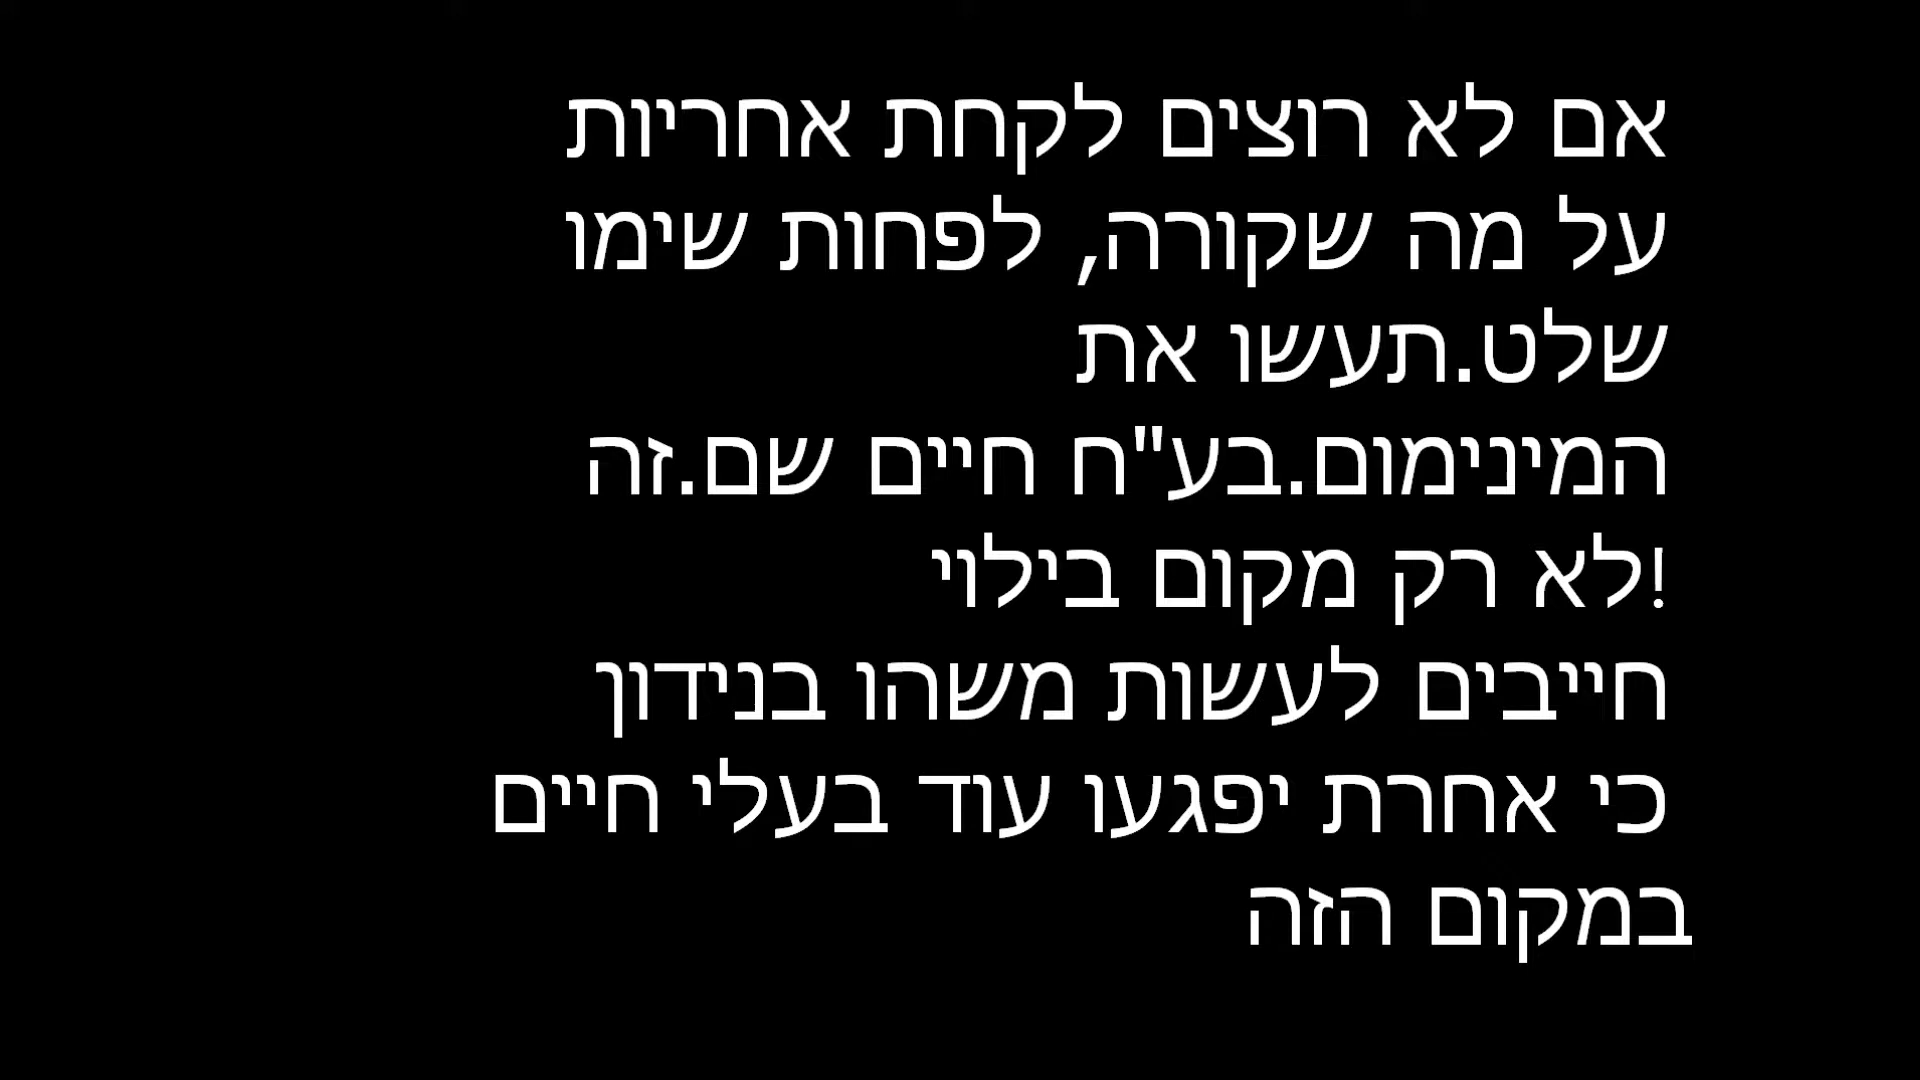 אם לא רוצים לקחת אחריות
על מה שקורה, לפחות שימו
שלט.תעשו את
המינימום.בע"ח חיים שם.זה
!לא רק מקום בילוי
חייבים לעשות משהו בנידון
כי אחרת יפגעו עוד בעלי חיים
במקום הזה